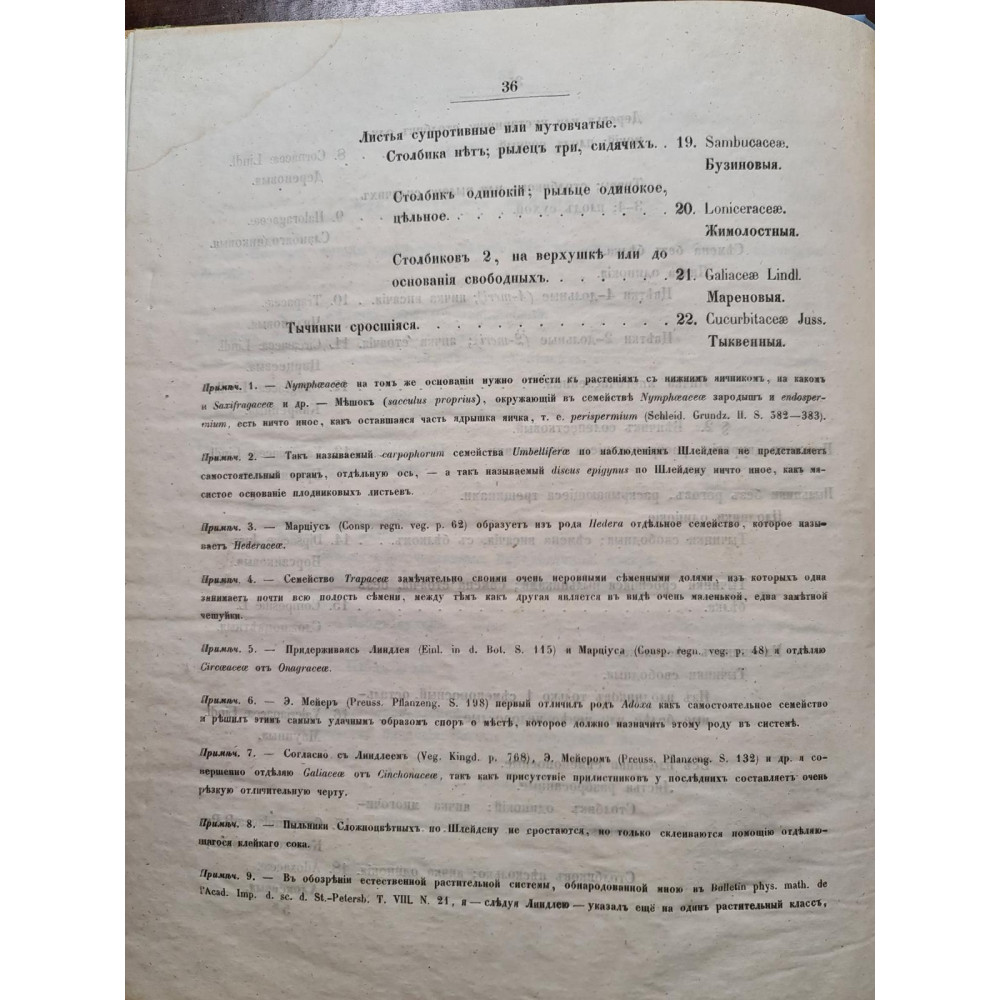 36
Листья супротивные или мутовчатые.
Столбика нѣтъ; рылецъ три, сидячихъ. . 19. Sambucaceæ.
Бузиновыя.
Столбикъ одинокій; рыльце одинокое,
цѣльное. . . . . . . . . . . . . 20. Loniceraceæ.
Жимолостныя.
Столбиковъ 2, на верхушкѣ или до
основанія свободныхъ. . . . . . . 21. Galiaceæ Lindl.
Мареновыя.
Тычинки сросшіяся. . . . . . . . . . . . . 22. Cucurbitaceæ Juss.
Тыквенныя.
Примѣч. 1. — Nymphæaceæ на томъ же основаніи нужно отнести къ растеніямъ съ нижнимъ яичникомъ, на какомъ
и Saxifragaceæ и др. — Мѣшокъ (sacculus proprius), окружающій въ семействѣ Nymphæaceæ зародышъ и endosper-
mium, есть ничто иное, какъ оставшаяся часть ядрышка яичка, т. е. perispermium (Schleid. Grundz. II. S. 382—383).
Примѣч. 2. — Такъ называемый carpophorum семейства Umbelliferæ по наблюденіямъ Шлейдена не представляетъ
самостоятельный органъ, отдѣльную ось, — а такъ называемый discus epigynus по Шлейдену ничто иное, какъ мя-
систое основаніе плодниковыхъ листьевъ.
Примѣч. 3. — Марціусъ (Consp. regn. veg. p. 62) образуетъ изъ рода Hedera отдѣльное семейство, которое назы-
ваетъ Hederaceæ.
Примѣч. 4. — Семейство Trapaceæ замѣчательно своими очень неровными сѣменными долями, изъ которыхъ одна
занимаетъ почти всю полость сѣмени, между тѣмъ какъ другая является въ видѣ очень маленькой, едва замѣтной
чешуйки.
Примѣч. 5. — Придерживаясь Линдлея (Einl. in d. Bot. S. 115) и Марціуса (Consp. regn. veg. p. 48) я отдѣляю
Circæaceæ отъ Onagraceæ.
Примѣч. 6. — Э. Мейеръ (Preuss. Pflanzeng. S. 198) первый отличилъ родъ Adoxa какъ самостоятельное семейство
и рѣшилъ этимъ самымъ удачнымъ образомъ споръ о мѣстѣ, которое должно назначить этому роду въ системѣ.
Примѣч. 7. — Согласно съ Линдлеемъ (Veg. Kingd. p. 768), Э. Мейеромъ (Preuss. Pflanzeng. S. 132) и др. я со-
вершенно отдѣляю Galiaceæ отъ Cinchonaceæ, такъ какъ присутствіе прилистниковъ у послѣднихъ составляетъ очень
рѣзкую отличительную черту.
Примѣч. 8. — Пыльники Сложноцвѣтныхъ по Шлейдену не сростаются, но только склеиваются помощію отдѣляю-
щагося клейкаго сока.
Примѣч. 9. — Въ обозрѣніи естественной растительной системы, обнародованной мною въ Bulletin phys. math. de
l'Acad. Imp. d. sc. d. St.-Petersb. T. VIII. N. 21, я — слѣдуя Линдлею — указалъ ещё на одинъ растительный классъ,